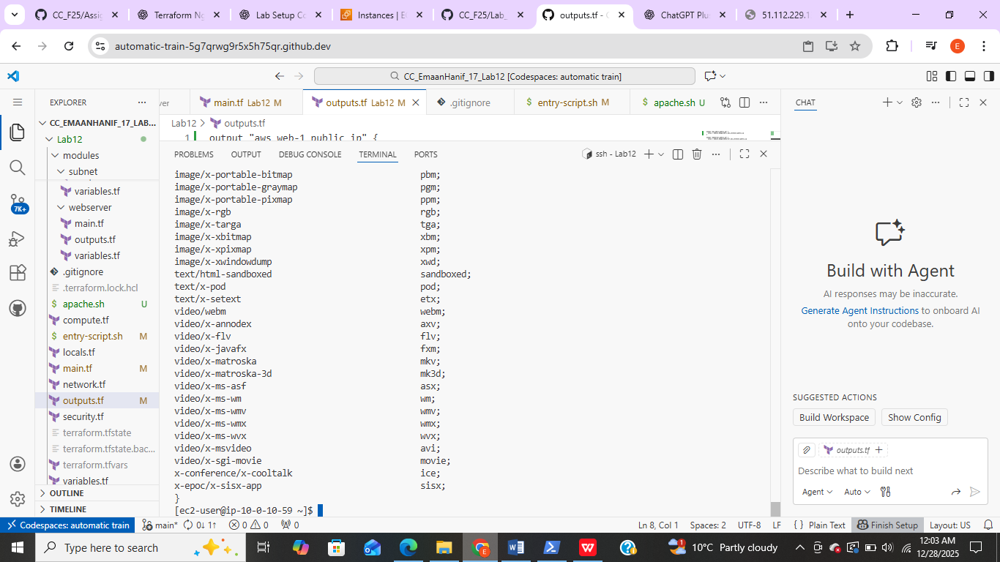 CC_F25/Assig
Terraform Ng
Lab Setup Co
Instances | E
CC_F25/Lab_
outputs.tf - C
ChatGPT Plus
51.112.229.1
automatic-train-5g7qrwg9r5x5h75qr.github.dev
E
CC_EmaanHanif_17_Lab12 [Codespaces: automatic train]
EXPLORER
main.tf Lab12 M
outputs.tf Lab12 M
.gitignore
entry-script.sh M
apache.sh U
CHAT
CC_EMAANHANIF_17_LAB...
Lab12 > outputs.tf
Lab12
1 output "aws_web-1_public_ip" {
modules
subnet
PROBLEMS OUTPUT DEBUG CONSOLE TERMINAL PORTS
ssh - Lab12
variables.tf
webserver
main.tf
outputs.tf
variables.tf
.gitignore
.terraform.lock.hcl
apache.sh U
compute.tf
entry-script.sh M
locals.tf
main.tf M
network.tf
outputs.tf M
security.tf
terraform.tfstate
terraform.tfstate.bac...
terraform.tfvars
variables.tf
OUTLINE
TIMELINE
7K+
image/x-portable-bitmap pbm;
image/x-portable-graymap pgm;
image/x-portable-pixmap ppm;
image/x-rgb rgb;
image/x-targa tga;
image/x-xbitmap xbm;
image/x-xpixmap xpm;
image/x-xwindowdump xwd;
text/html-sandboxed sandboxed;
text/x-pod pod;
text/x-setext etx;
video/webm webm;
video/x-annodex axv;
video/x-flv flv;
video/x-javafx fxm;
video/x-matroska mkv;
video/x-matroska-3d mk3d;
video/x-ms-asf asx;
video/x-ms-wm wm;
video/x-ms-wmv wmv;
video/x-ms-wmx wmx;
video/x-ms-wvx wvx;
video/x-msvideo avi;
video/x-sgi-movie movie;
x-conference/x-cooltalk ice;
x-epoc/x-sisx-app sisx;
}
[ec2-user@ip-10-0-10-59 ~]$
Build with Agent
AI responses may be inaccurate.
Generate Agent Instructions to onboard AI
onto your codebase.
SUGGESTED ACTIONS
Build Workspace
Show Config
outputs.tf +
Describe what to build next
Agent
Auto
Codespaces: automatic train
main*
0↓ 1↑
0
0
0
Ln 8, Col 1
Spaces: 2
UTF-8
LF
{ } Plain Text
Finish Setup
Layout: US
Type here to search
1
10°C Partly cloudy
12:03 AM
12/28/2025